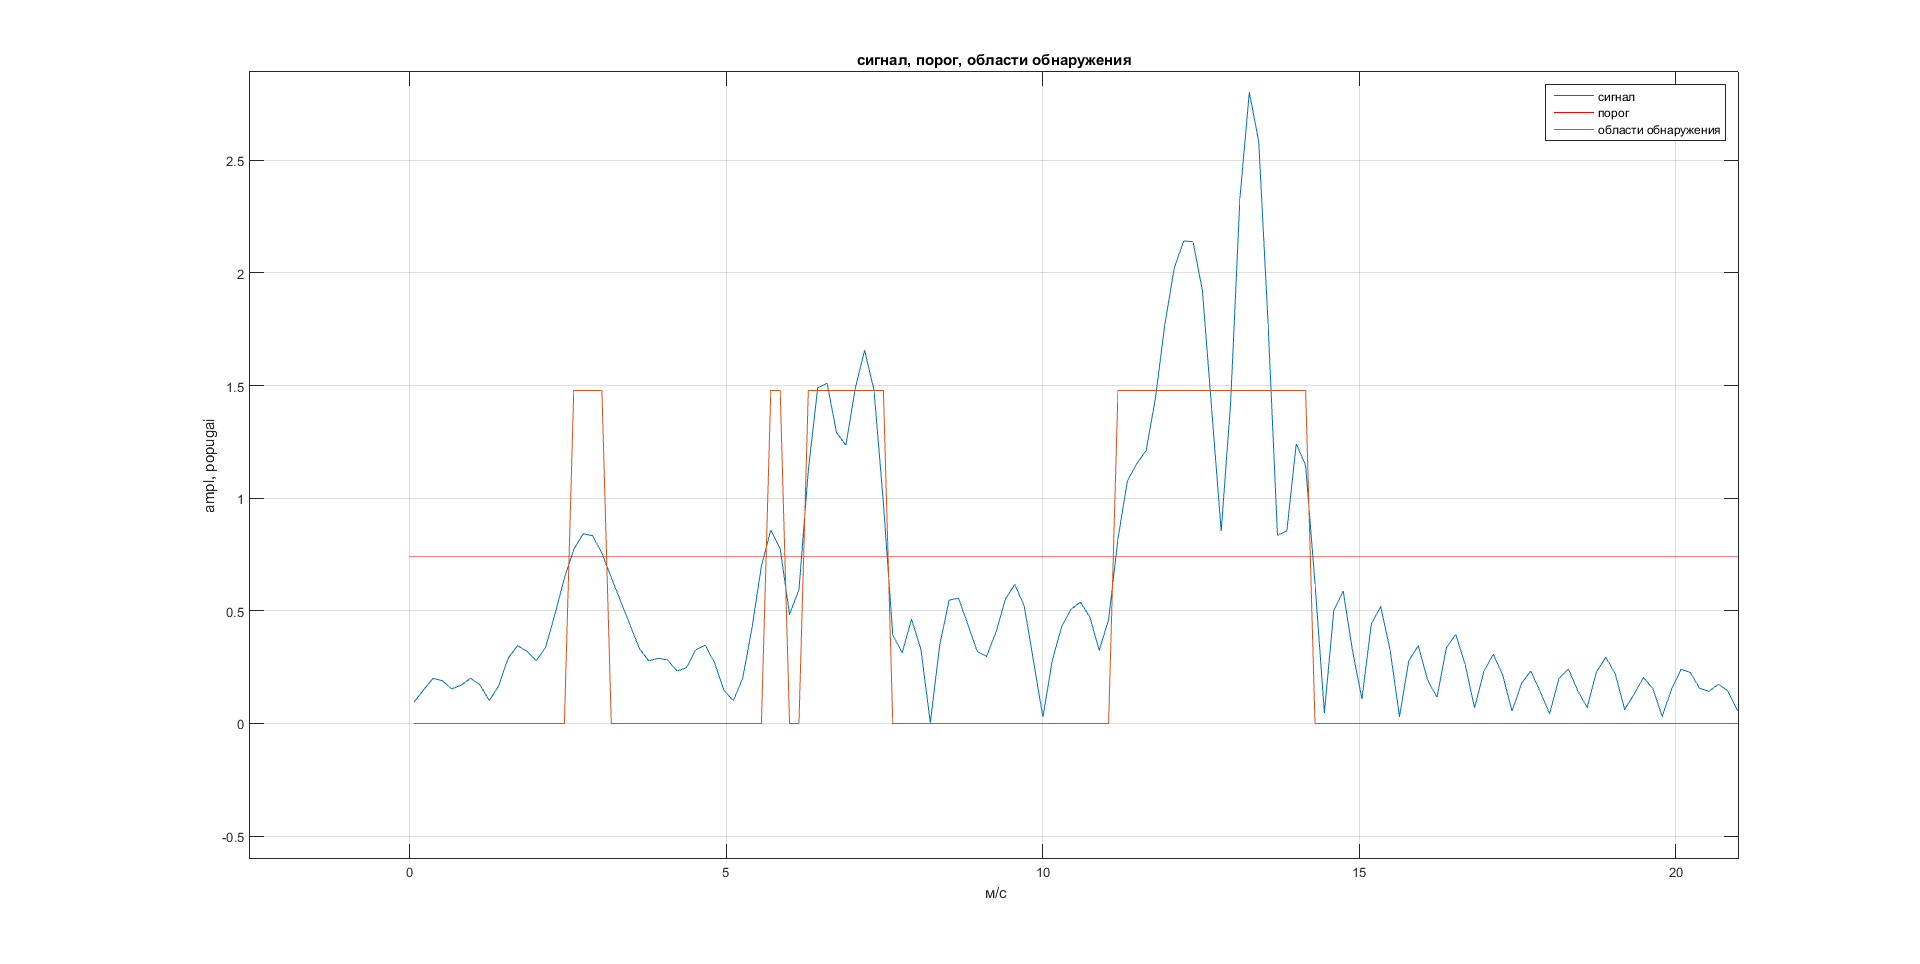 сигнал, порог, области обнаружения
сигнал
порог
области обнаружения
2.5
2
1.5
1
0.5
0
-0.5
ampl, popugai
0 5 10 15 20
м/с